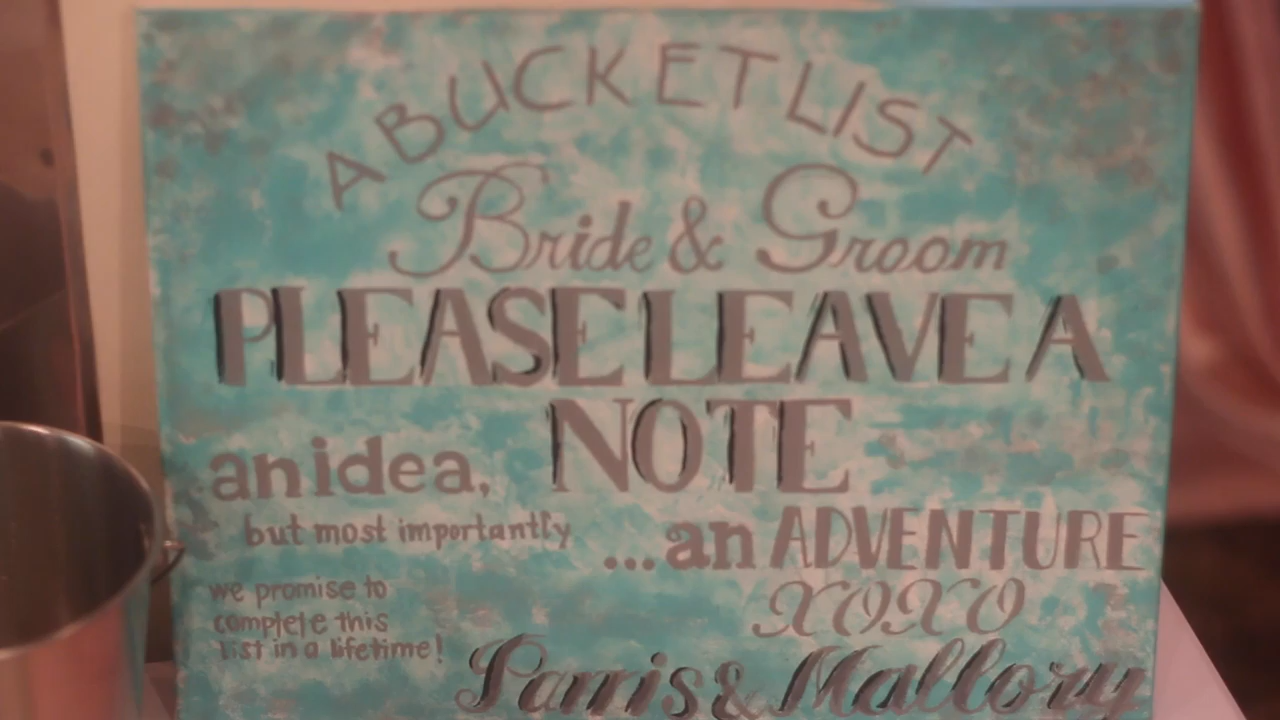 A BUCKET LIST
Bride & Groom
PLEASE LEAVE A
NOTE
an idea,
but most importantly
...an ADVENTURE
XOXO
we promise to
complete this
list in a lifetime!
Parris & Mallory